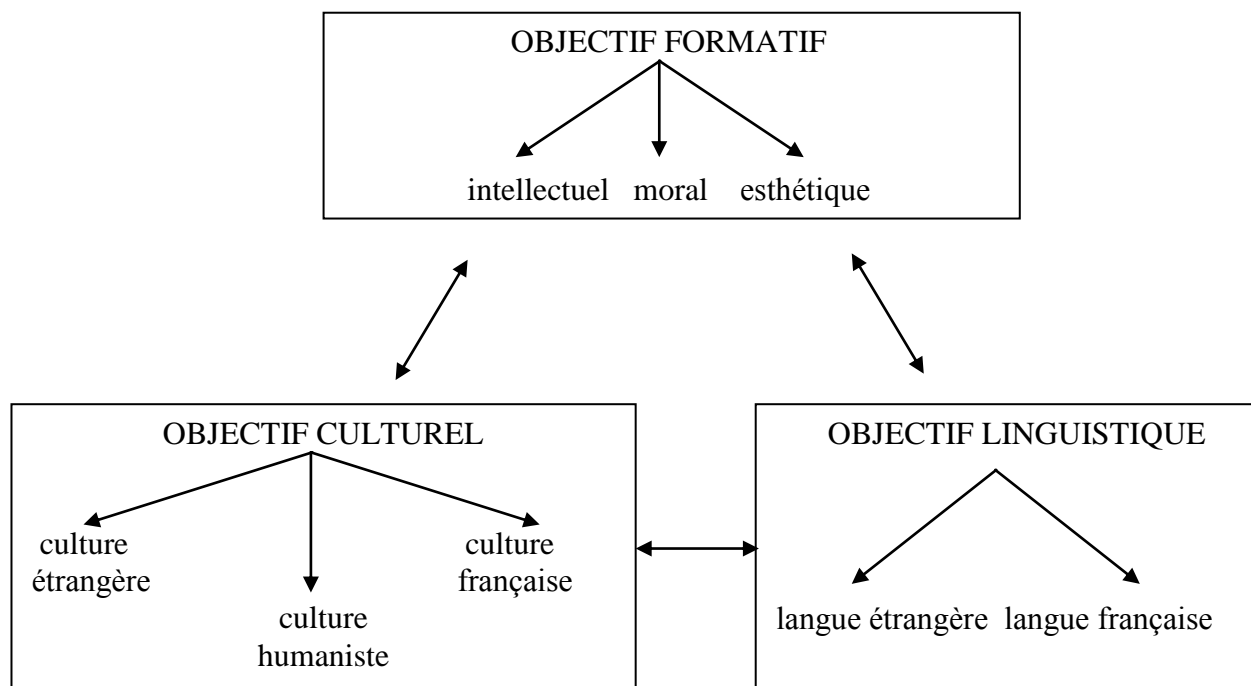 OBJECTIF FORMATIF
intellectuel moral esthétique
OBJECTIF CULTUREL
culture
étrangère
culture
humaniste
culture
française
OBJECTIF LINGUISTIQUE
langue étrangère langue française